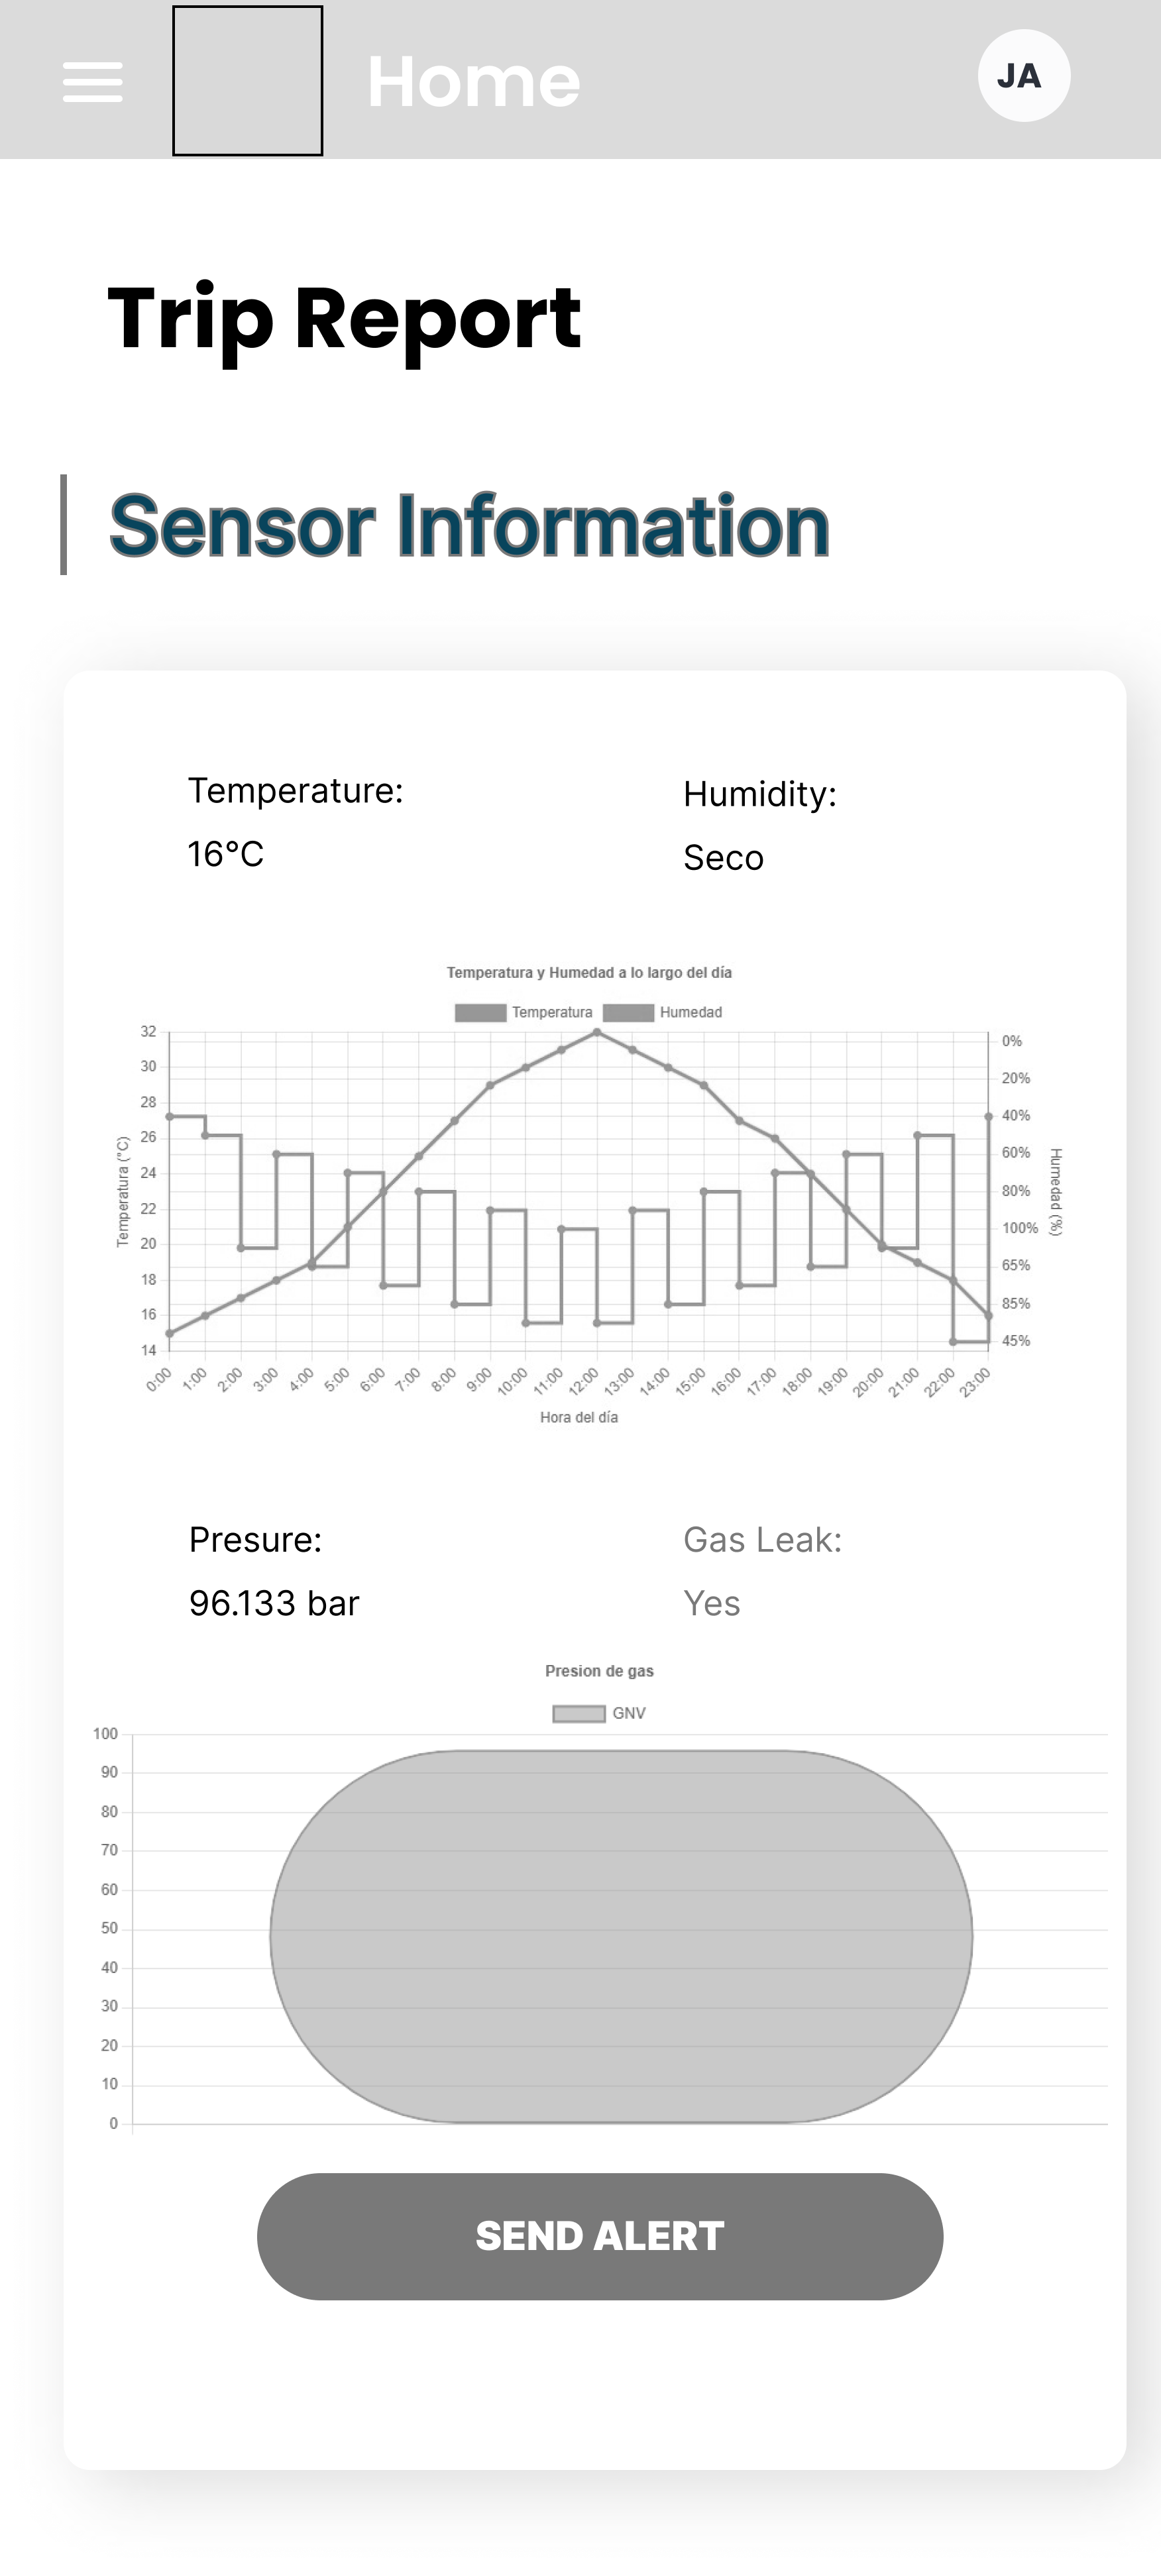 Home
JA
Trip Report
Sensor Information
Temperature:
Humidity:
16°C
Seco
Temperatura y Humedad a lo largo del día
Temperatura
Humedad
32
30
28
26
24
22
20
18
16
14
Temperatura (°C)
0%
20%
40%
60%
80%
100%
65%
85%
45%
Humedad (%)
0:00
1:00
2:00
3:00
4:00
5:00
6:00
7:00
8:00
9:00
10:00
11:00
12:00
13:00
14:00
15:00
16:00
17:00
18:00
19:00
20:00
21:00
22:00
23:00
Hora del día
Presure:
Gas Leak:
96.133 bar
Yes
Presion de gas
GNV
100
90
80
70
60
50
40
30
20
10
0
SEND ALERT